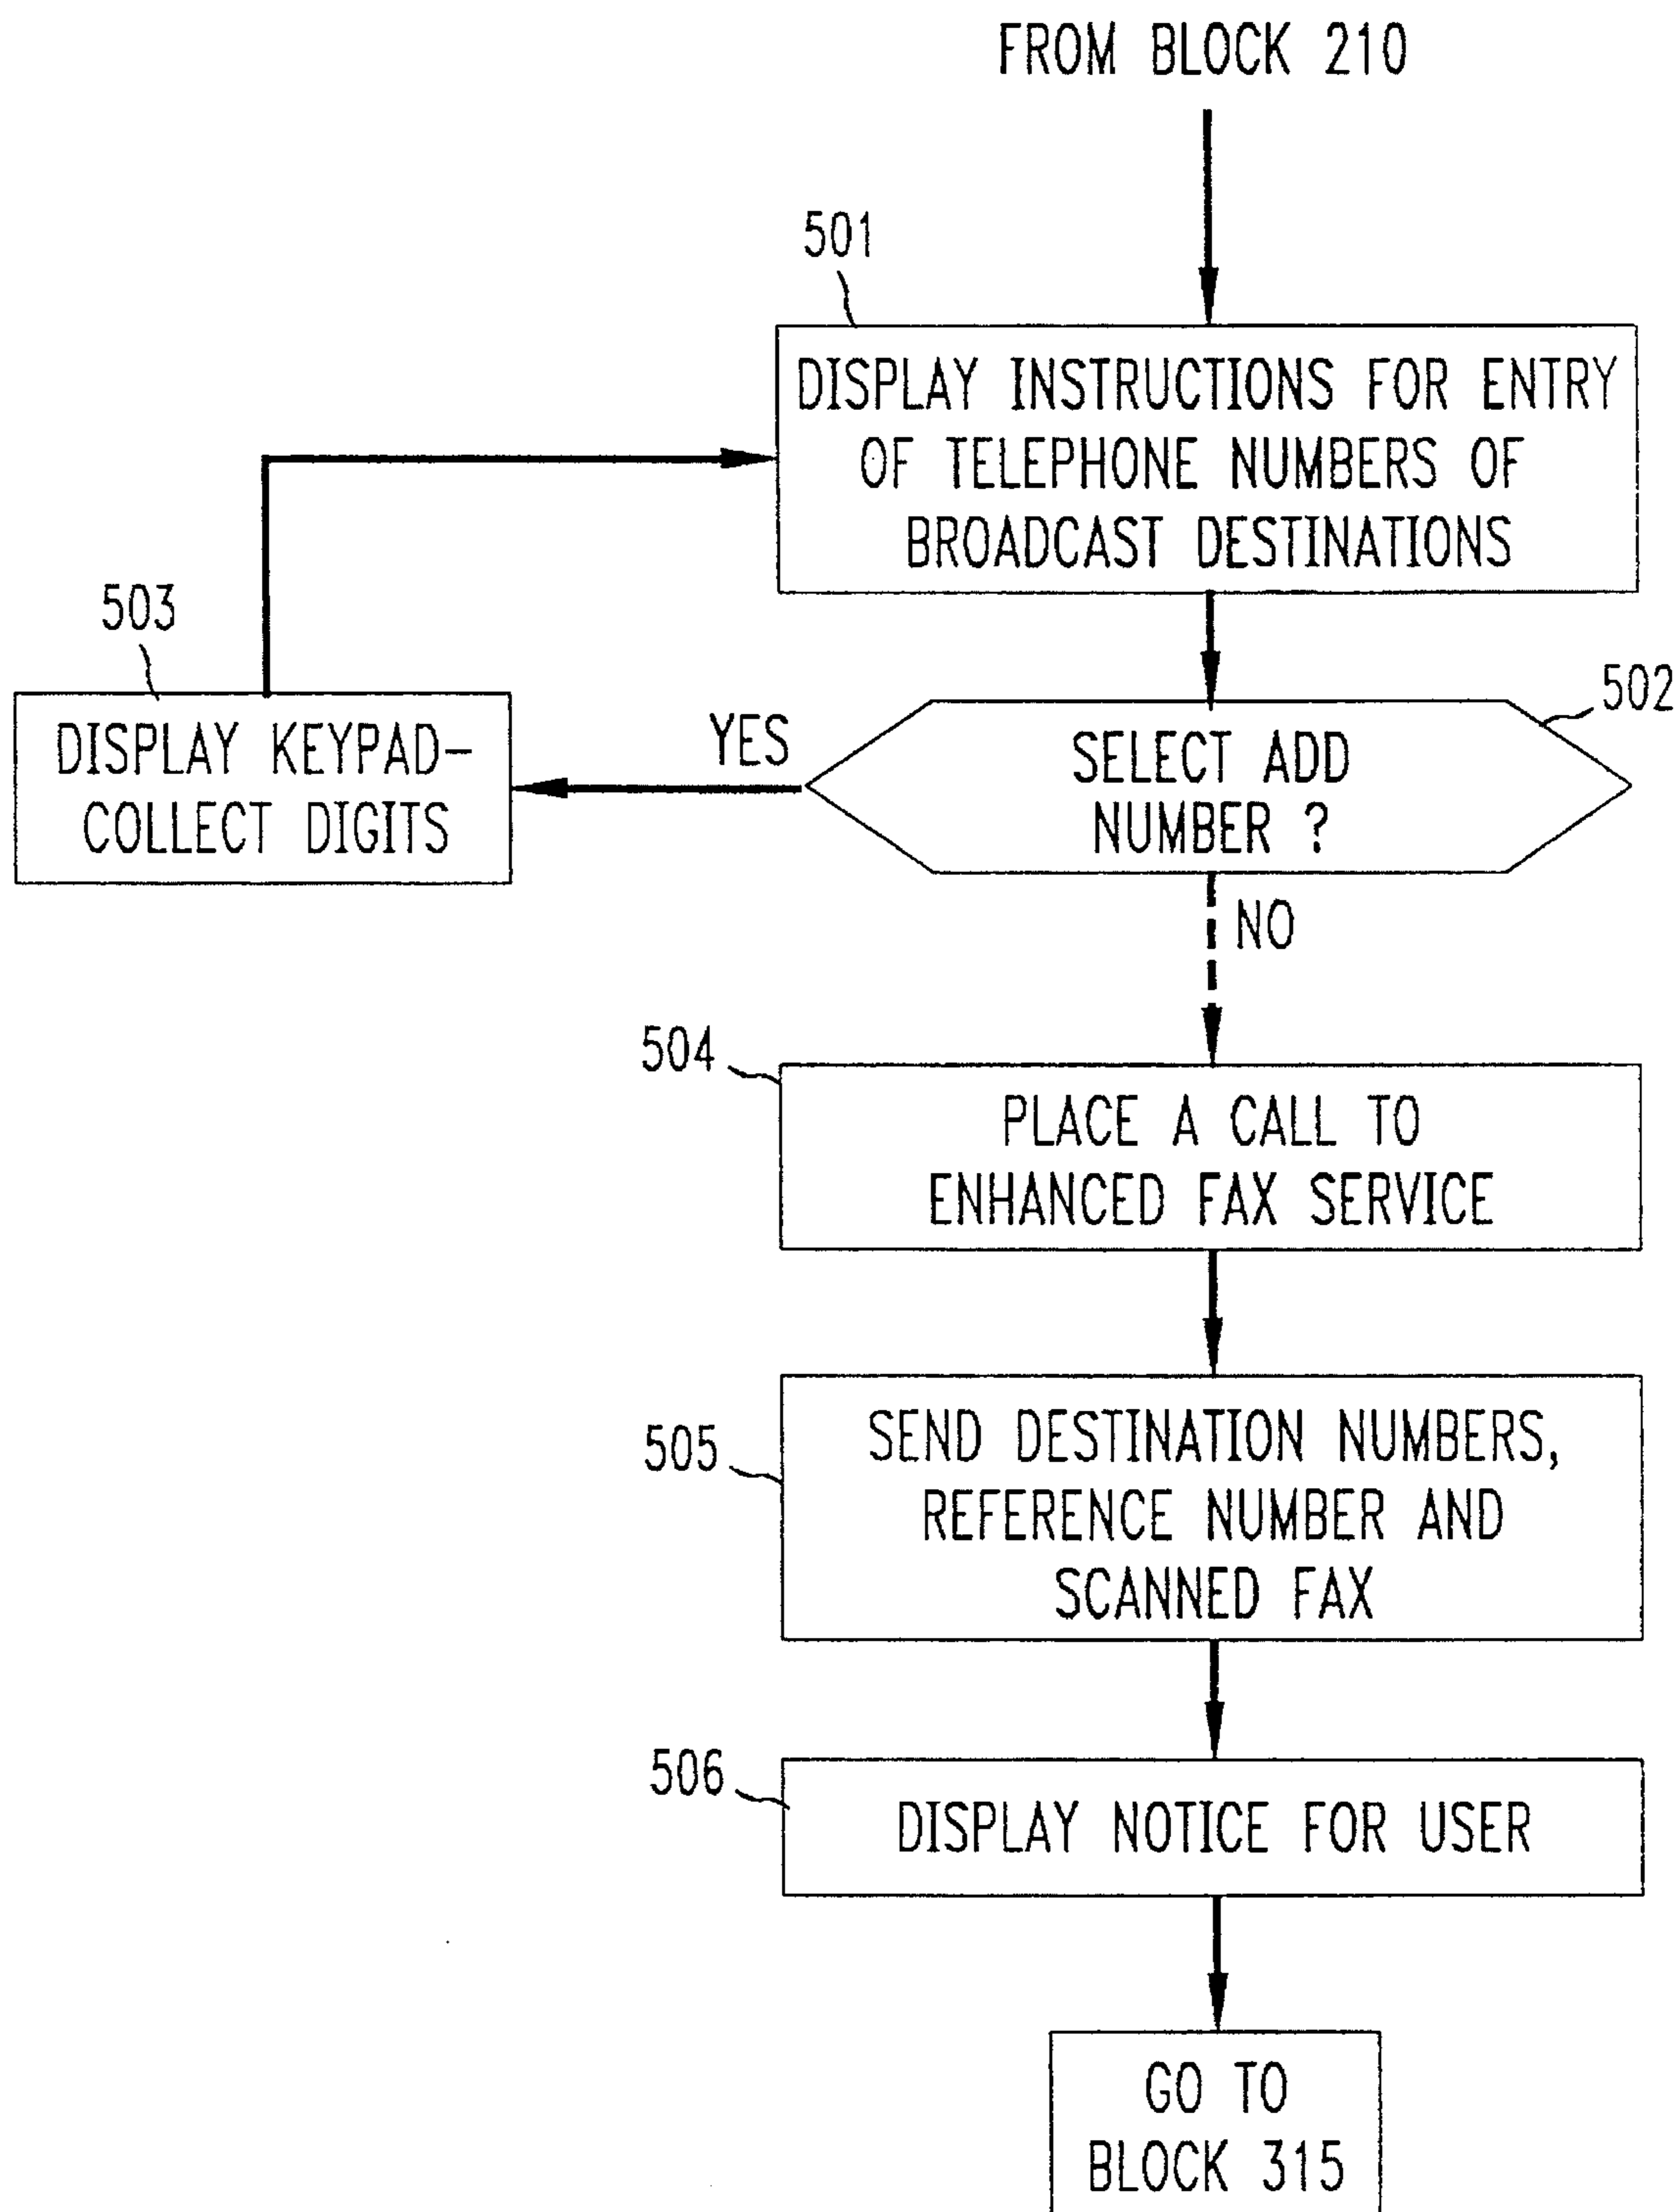 FROM BLOCK 210
501
DISPLAY INSTRUCTIONS FOR ENTRY
OF TELEPHONE NUMBERS OF
BROADCAST DESTINATIONS
503
DISPLAY KEYPAD-
COLLECT DIGITS
YES
502
SELECT ADD
NUMBER ?
NO
504
PLACE A CALL TO
ENHANCED FAX SERVICE
505
SEND DESTINATION NUMBERS,
REFERENCE NUMBER AND
SCANNED FAX
506
DISPLAY NOTICE FOR USER
GO TO
BLOCK 315